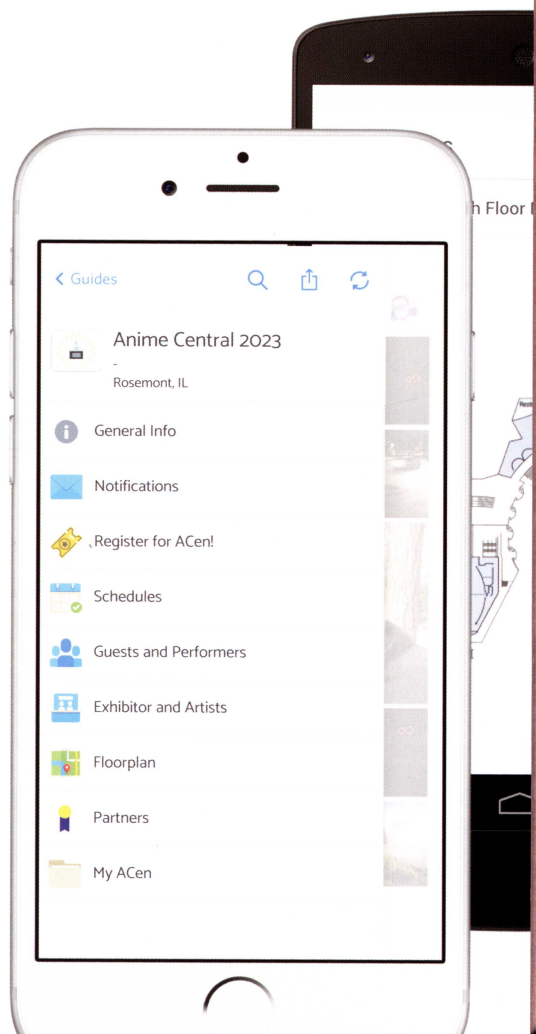 Guides
Anime Central 2023
-
Rosemont, IL
General Info
Notifications
Register for ACen!
Schedules
Guests and Performers
Exhibitor and Artists
Floorplan
Partners
My ACen
h Floor